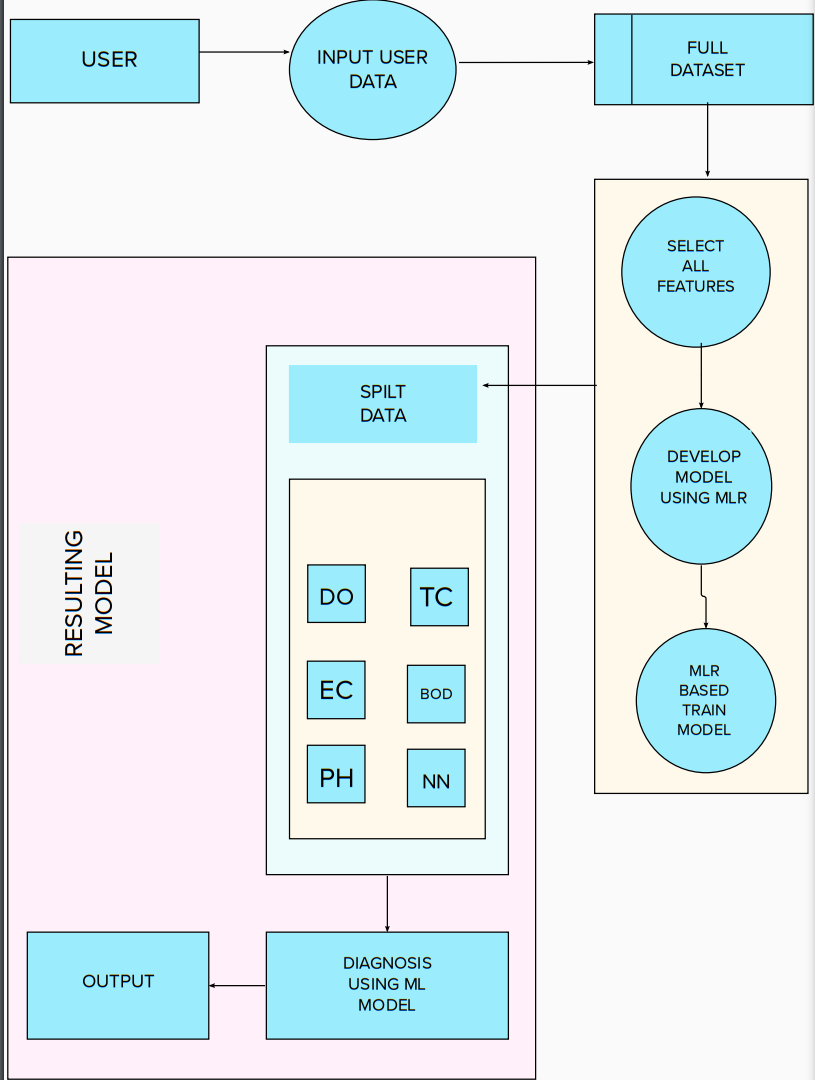 USER
INPUT USER
DATA
FULL
DATASET
SELECT
ALL
FEATURES
DEVELOP
MODEL
USING MLR
MLR
BASED
TRAIN
MODEL
SPILT
DATA
DO
TC
EC
BOD
PH
NN
RESULTING
MODEL
DIAGNOSIS
USING ML
MODEL
OUTPUT